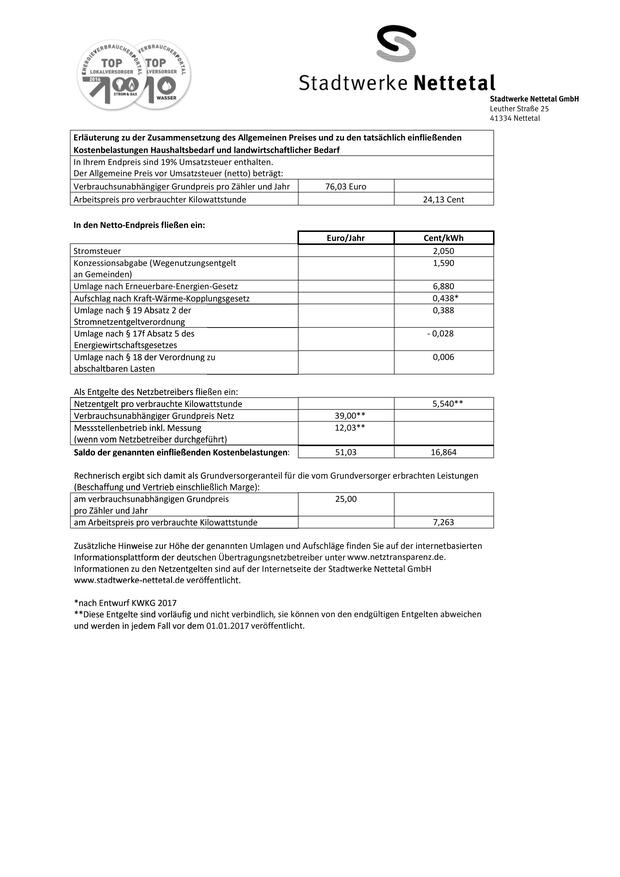 ENERGIEVERBRAUCHERPORTAL
TOP
LOKALVERSORGER
2016
STROM & GAS
TOP
WASSER
Stadtwerke Nettetal
Stadtwerke Nettetal GmbH
Leuther Straße 25
41334 Nettetal
Erläuterung zu der Zusammensetzung des Allgemeinen Preises und zu den tatsächlich einfließenden
Kostenbelastungen Haushaltsbedarf und landwirtschaftlicher Bedarf
In Ihrem Endpreis sind 19% Umsatzsteuer enthalten.
Der Allgemeine Preis vor Umsatzsteuer (netto) beträgt:
Verbrauchsunabhängiger Grundpreis pro Zähler und Jahr 76,03 Euro
Arbeitspreis pro verbrauchter Kilowattstunde 24,13 Cent
In den Netto-Endpreis fließen ein:
Euro/Jahr Cent/kWh
Stromsteuer 2,050
Konzessionsabgabe (Wegenutzungsentgelt 1,590
an Gemeinden)
Umlage nach Erneuerbare-Energien-Gesetz 6,880
Aufschlag nach Kraft-Wärme-Kopplungsgesetz 0,438*
Umlage nach § 19 Absatz 2 der 0,388
Stromnetzentgeltverordnung
Umlage nach § 17f Absatz 5 des - 0,028
Energiewirtschaftsgesetzes
Umlage nach § 18 der Verordnung zu 0,006
abschaltbaren Lasten
Als Entgelte des Netzbetreibers fließen ein:
Netzentgelt pro verbrauchte Kilowattstunde 5,540**
Verbrauchsunabhängiger Grundpreis Netz 39,00**
Messstellenbetrieb inkl. Messung 12,03**
(wenn vom Netzbetreiber durchgeführt)
Saldo der genannten einfließenden Kostenbelastungen: 51,03 16,864
Rechnerisch ergibt sich damit als Grundversorgeranteil für die vom Grundversorger erbrachten Leistungen
(Beschaffung und Vertrieb einschließlich Marge):
am verbrauchsunabhängigen Grundpreis 25,00
pro Zähler und Jahr
am Arbeitspreis pro verbrauchte Kilowattstunde 7,263
Zusätzliche Hinweise zur Höhe der genannten Umlagen und Aufschläge finden Sie auf der internetbasierten
Informationsplattform der deutschen Übertragungsnetzbetreiber unter www.netztransparenz.de.
Informationen zu den Netzentgelten sind auf der Internetseite der Stadtwerke Nettetal GmbH
www.stadtwerke-nettetal.de veröffentlicht.
*nach Entwurf KWKG 2017
**Diese Entgelte sind vorläufig und nicht verbindlich, sie können von den endgültigen Entgelten abweichen
und werden in jedem Fall vor dem 01.01.2017 veröffentlicht.